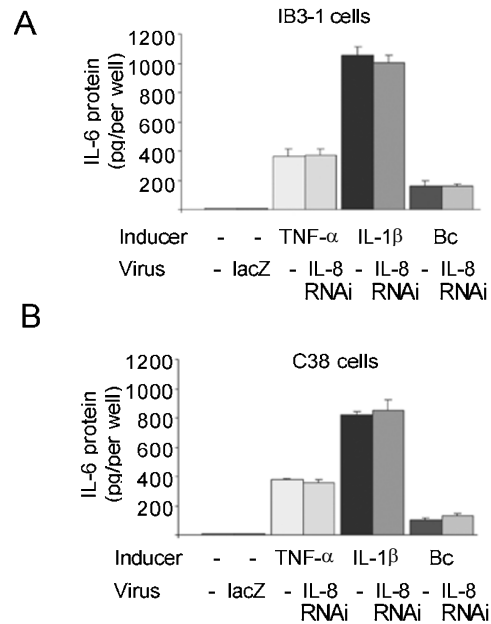 A
IB3-1 cells
IL-6 protein
(pg/per well)
1200
1000
800
600
400
200
Inducer - - TNF-α IL-1β Bc
Virus - lacZ - IL-8 - IL-8 - IL-8
RNAi RNAi RNAi
B
C38 cells
IL-6 protein
(pg/per well)
1200
1000
800
600
400
200
Inducer - - TNF-α IL-1β Bc
Virus - lacZ - IL-8 - IL-8 - IL-8
RNAi RNAi RNAi